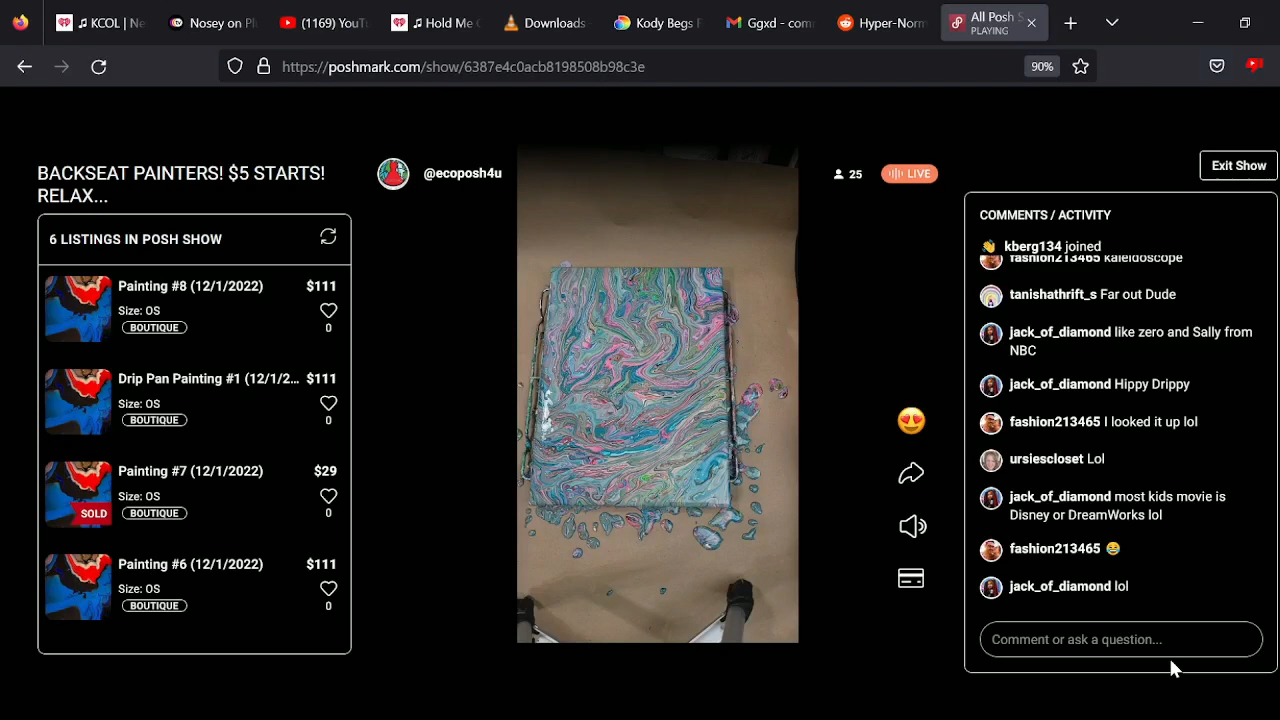 ♫ KCOL | Ne
Nosey on Pl
(1169) YouT
♫ Hold Me C
Downloads
Kody Begs F
Ggxd - com
Hyper-Norm
All Posh S
PLAYING
https://poshmark.com/show/6387e4c0acb8198508b98c3e
90%
BACKSEAT PAINTERS! $5 STARTS!
RELAX...
@ecoposh4u
25
LIVE
Exit Show
6 LISTINGS IN POSH SHOW
Painting #8 (12/1/2022) $111
Size: OS
BOUTIQUE 0
Drip Pan Painting #1 (12/1/2... $111
Size: OS
BOUTIQUE 0
Painting #7 (12/1/2022) $29
Size: OS
SOLD BOUTIQUE 0
Painting #6 (12/1/2022) $111
Size: OS
BOUTIQUE 0
COMMENTS / ACTIVITY
kberg134 joined
fashion213465 kaleidoscope
tanishathrift_s Far out Dude
jack_of_diamond like zero and Sally from
NBC
jack_of_diamond Hippy Drippy
fashion213465 I looked it up lol
ursiescloset Lol
jack_of_diamond most kids movie is
Disney or DreamWorks lol
fashion213465 😂
jack_of_diamond lol
Comment or ask a question...